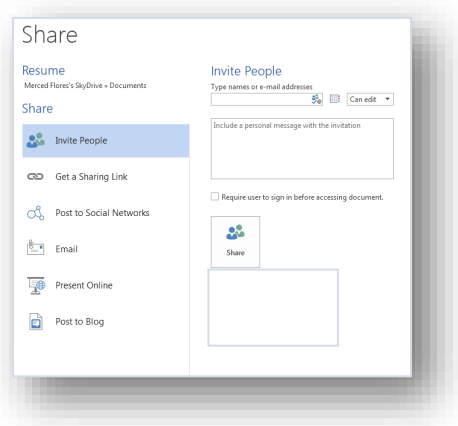 Share
Resume
Merced Flores's SkyDrive » Documents
Share
Invite People
Get a Sharing Link
Post to Social Networks
Email
Present Online
Post to Blog
Invite People
Type names or e-mail addresses
Can edit
Include a personal message with the invitation
Require user to sign in before accessing document.
Share